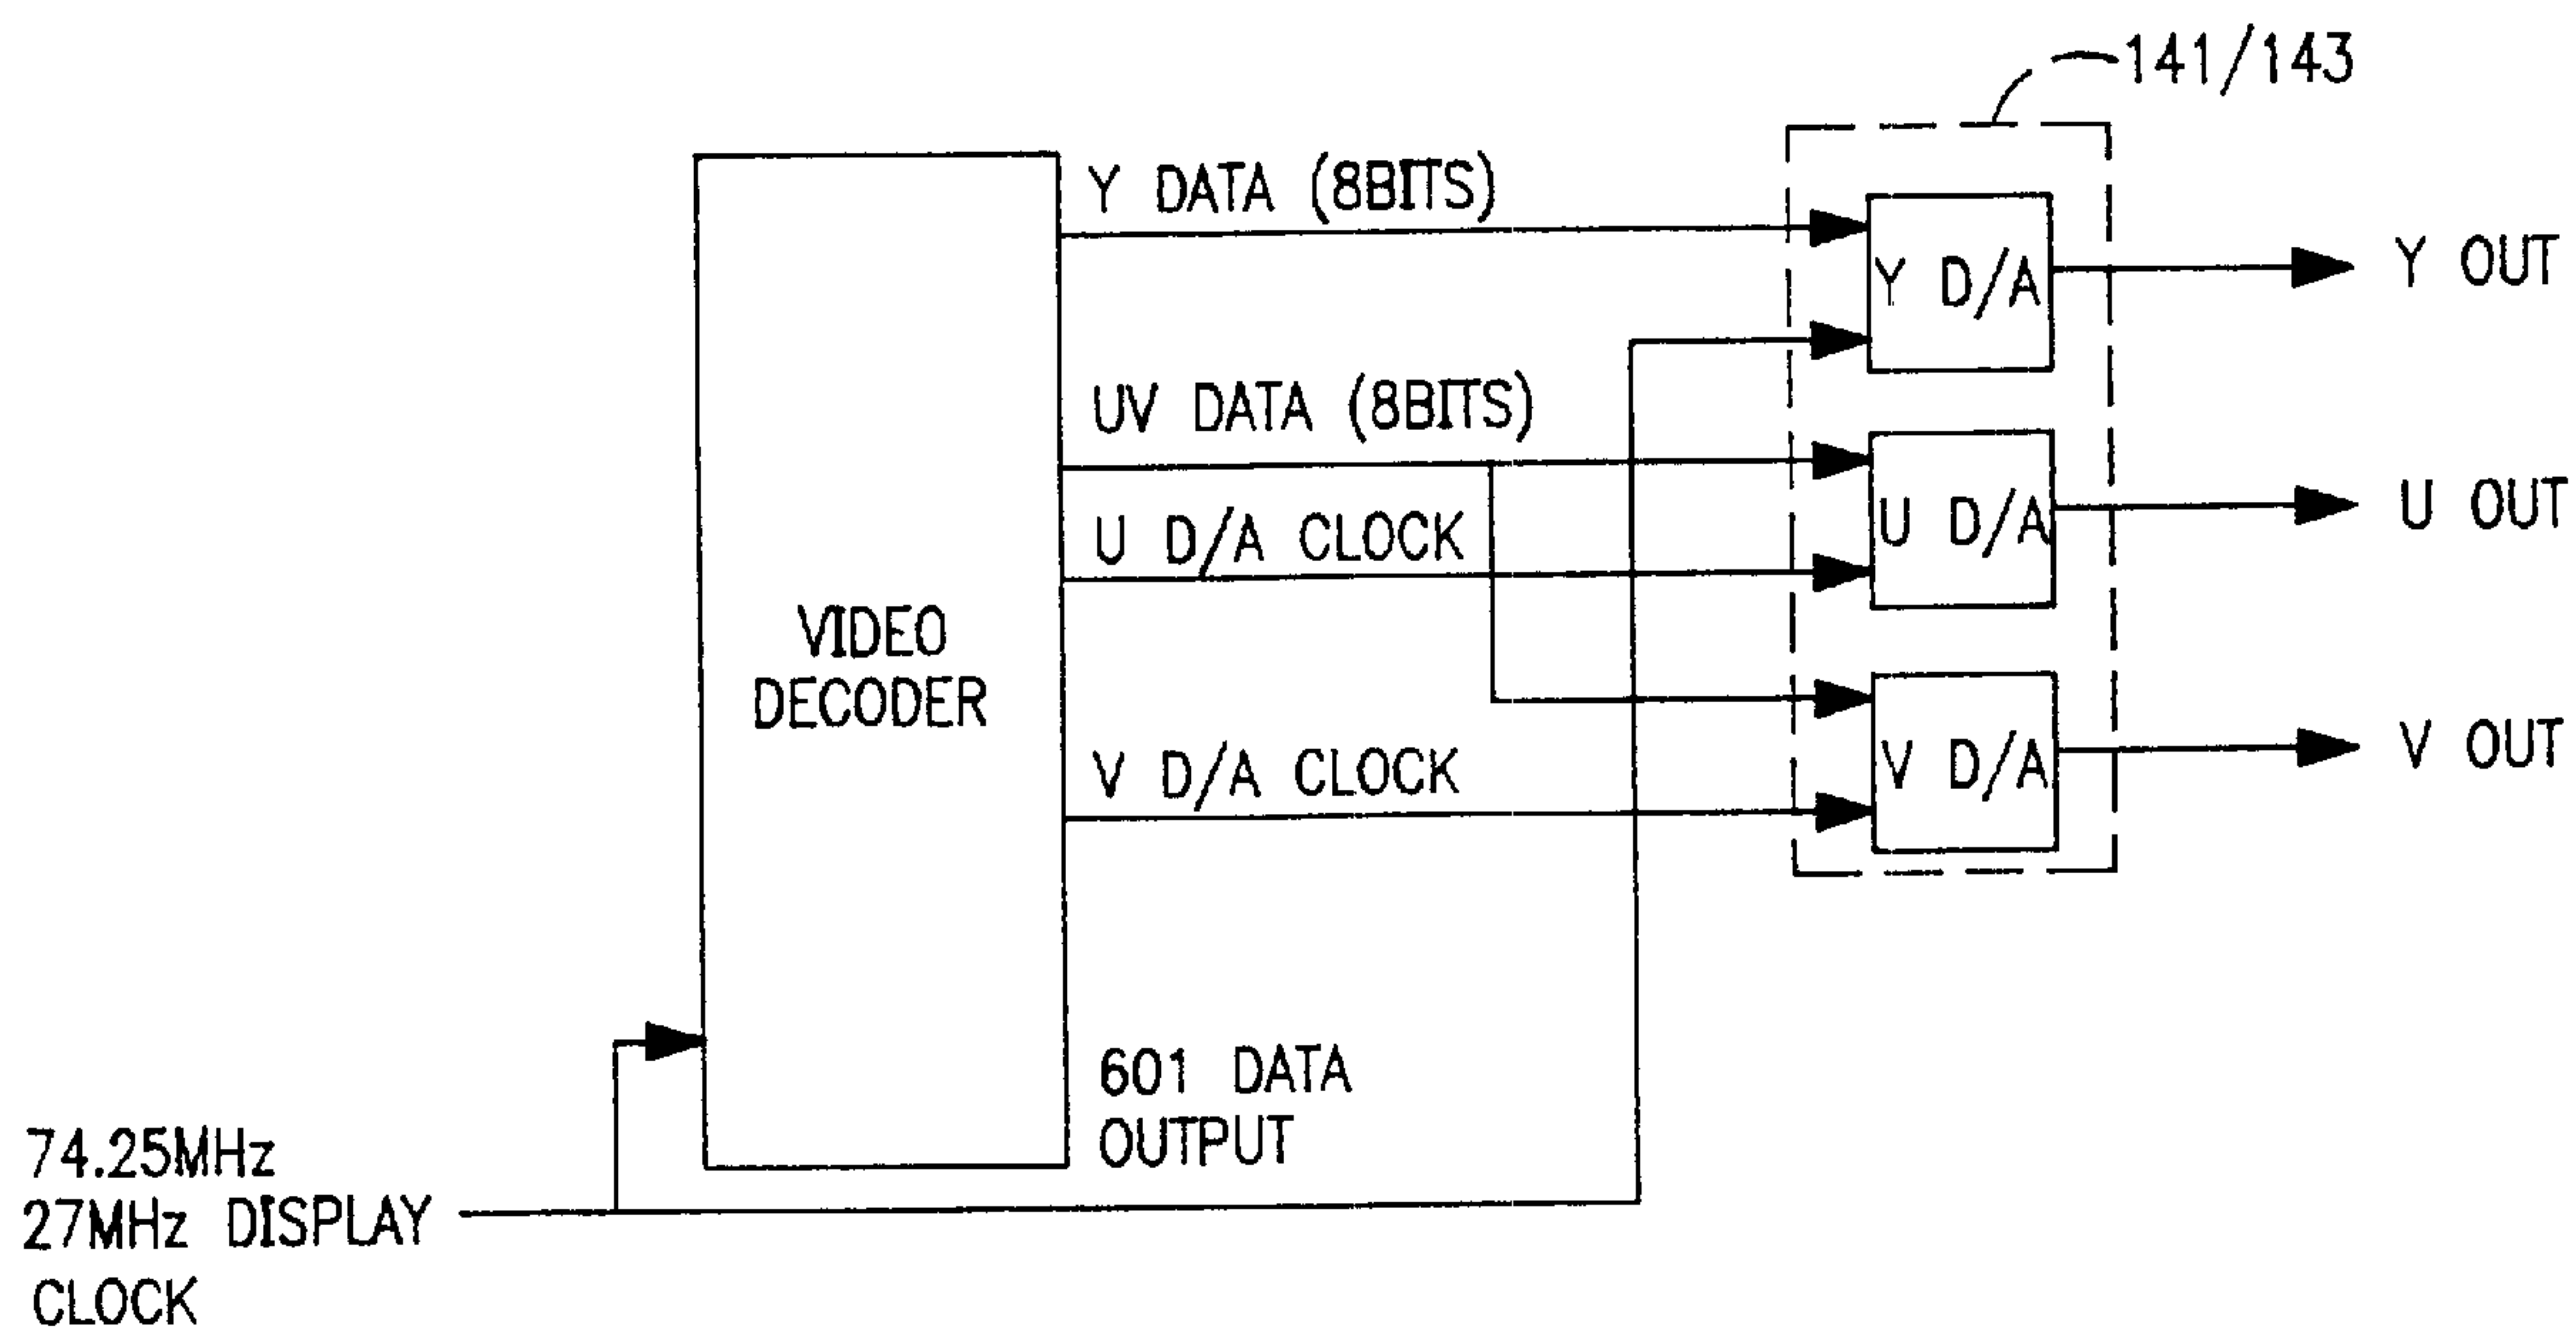 141/143
Y DATA (8BITS)
Y D/A
Y OUT
UV DATA (8BITS)
U D/A CLOCK
U D/A
U OUT
VIDEO
DECODER
V D/A CLOCK
V D/A
V OUT
601 DATA
OUTPUT
74.25MHz
27MHz DISPLAY
CLOCK